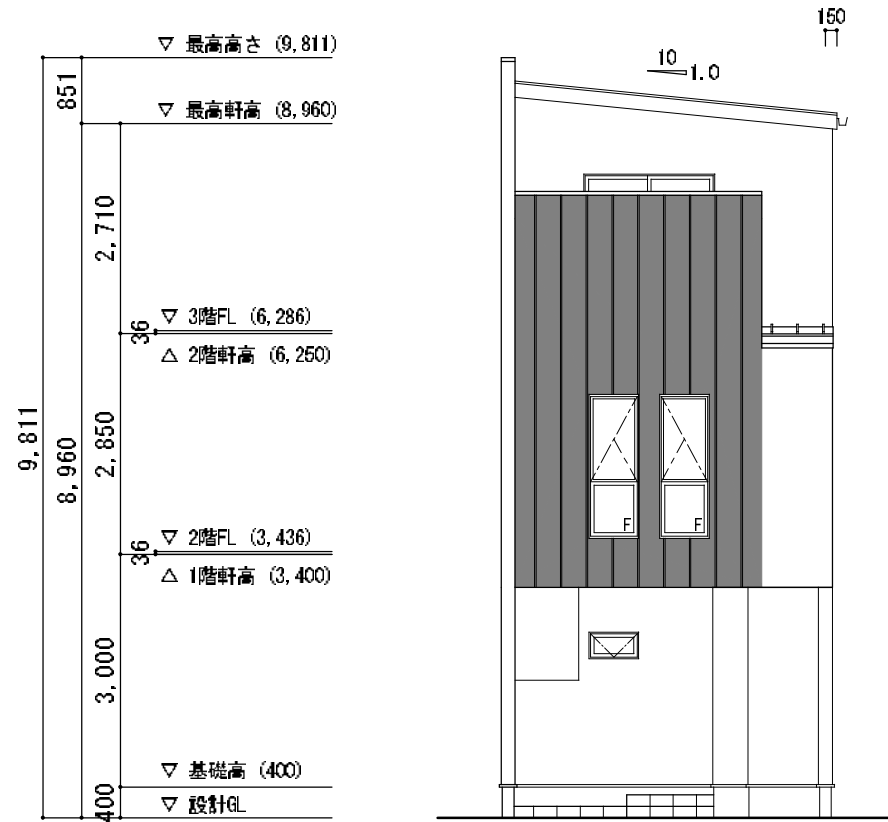 150
▽ 最高高さ (9,811)
10
1.0
851
▽ 最高軒高 (8,960)
2,710
▽ 3階FL (6,286)
36
△ 2階軒高 (6,250)
9,811
8,960
2,850
F
F
▽ 2階FL (3,436)
36
△ 1階軒高 (3,400)
3,000
▽ 基礎高 (400)
400
▽ 設計GL